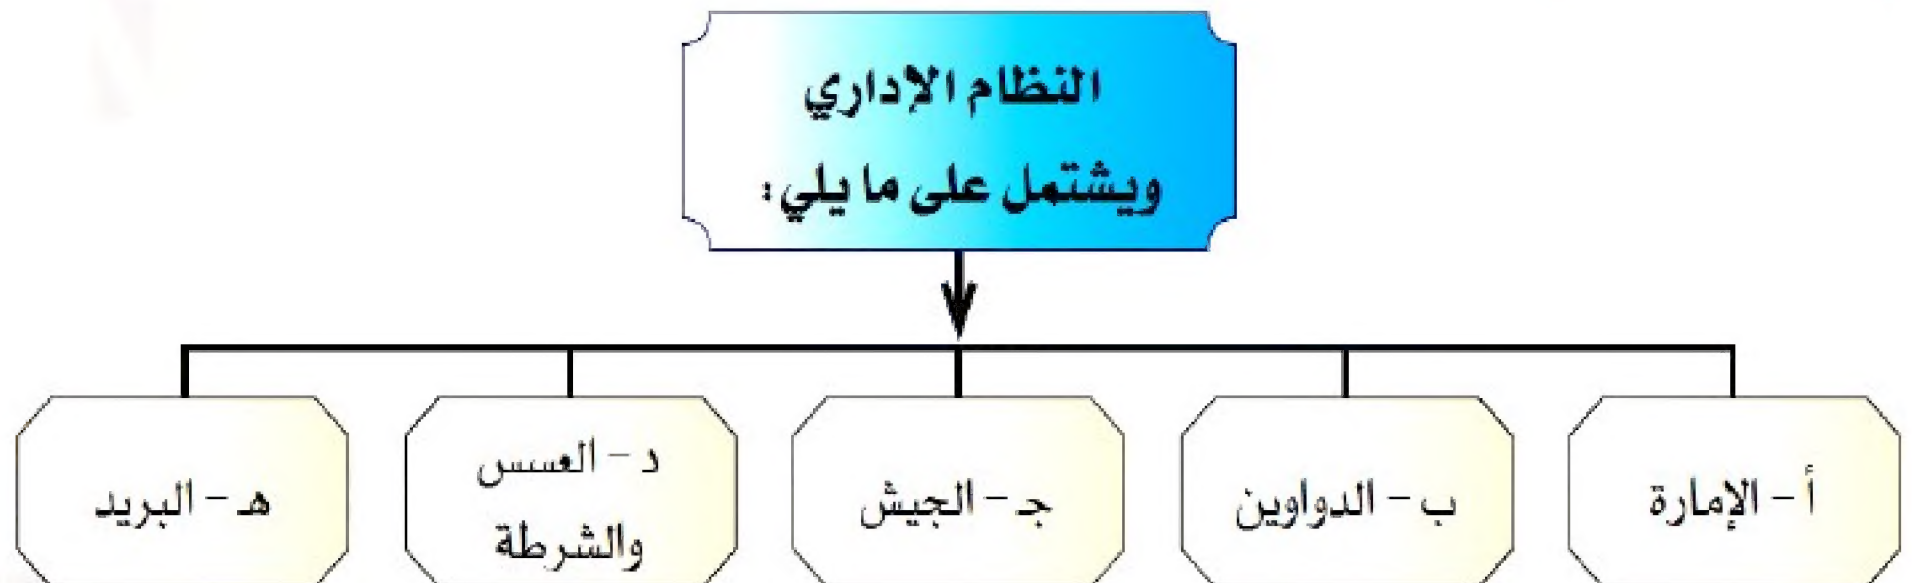 النظام الإداري
ويشتمل على ما يلي:
أ - الإمارة
ب - الدواوين
جـ - الجيش
د - العسس
والشرطة
هـ - البريد